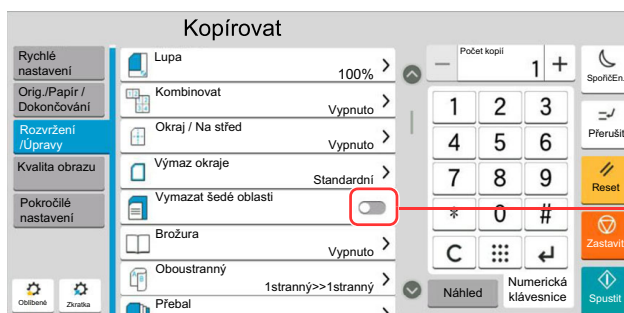 Kopírovat
Rychlé
nastavení
Orig./Papír /
Dokončování
Rozvržení
/Úpravy
Kvalita obrazu
Pokročilé
nastavení
Oblíbené
Zkratka
Lupa
100%
Kombinovat
Vypnuto
Okraj / Na střed
Vypnuto
Výmaz okraje
Standardní
Vymazat šedé oblasti
Brožura
Vypnuto
Oboustranný
1stranný>>1stranný
Přebal
Počet kopií
1
1 2 3
4 5 6
7 8 9
* 0 #
C
Náhled
Numerická
klávesnice
SpořičEn.
Přerušit
Reset
Zastavit
Spustit